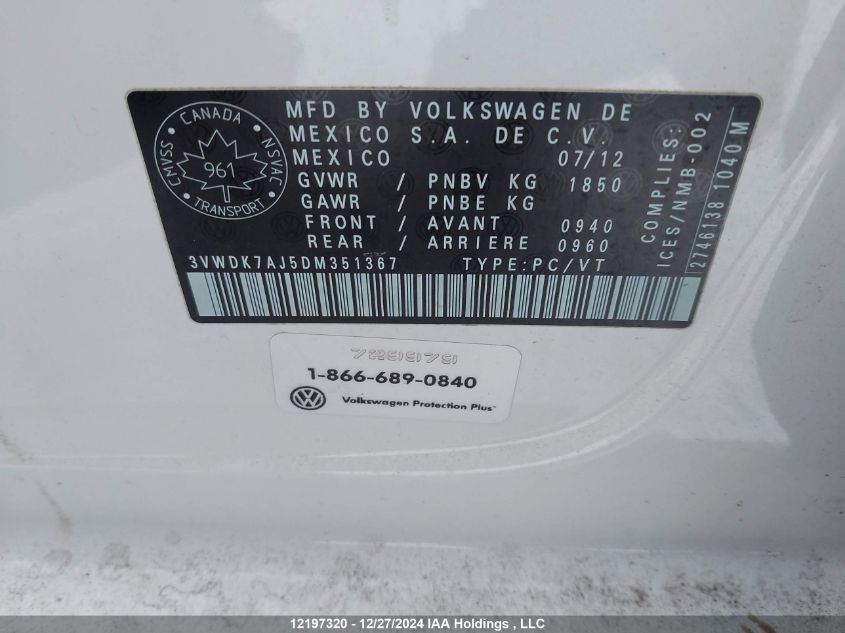 CANADA
CMVSS 961 NSVAC
TRANSPORT
MFD BY VOLKSWAGEN DE
MEXICO S.A. DE C.V.
MEXICO 07/12
GVWR / PNBV KG 1850
GAWR / PNBE KG
FRONT / AVANT 0940
REAR / ARRIERE 0960
3VWDK7AJ5DM351367 TYPE:PC/VT
COMPLIES:
ICES/NMB-002
2746138 1040 M
1-866-689-0840
Volkswagen Protection Plus™
12197320 - 12/27/2024 IAA Holdings , LLC